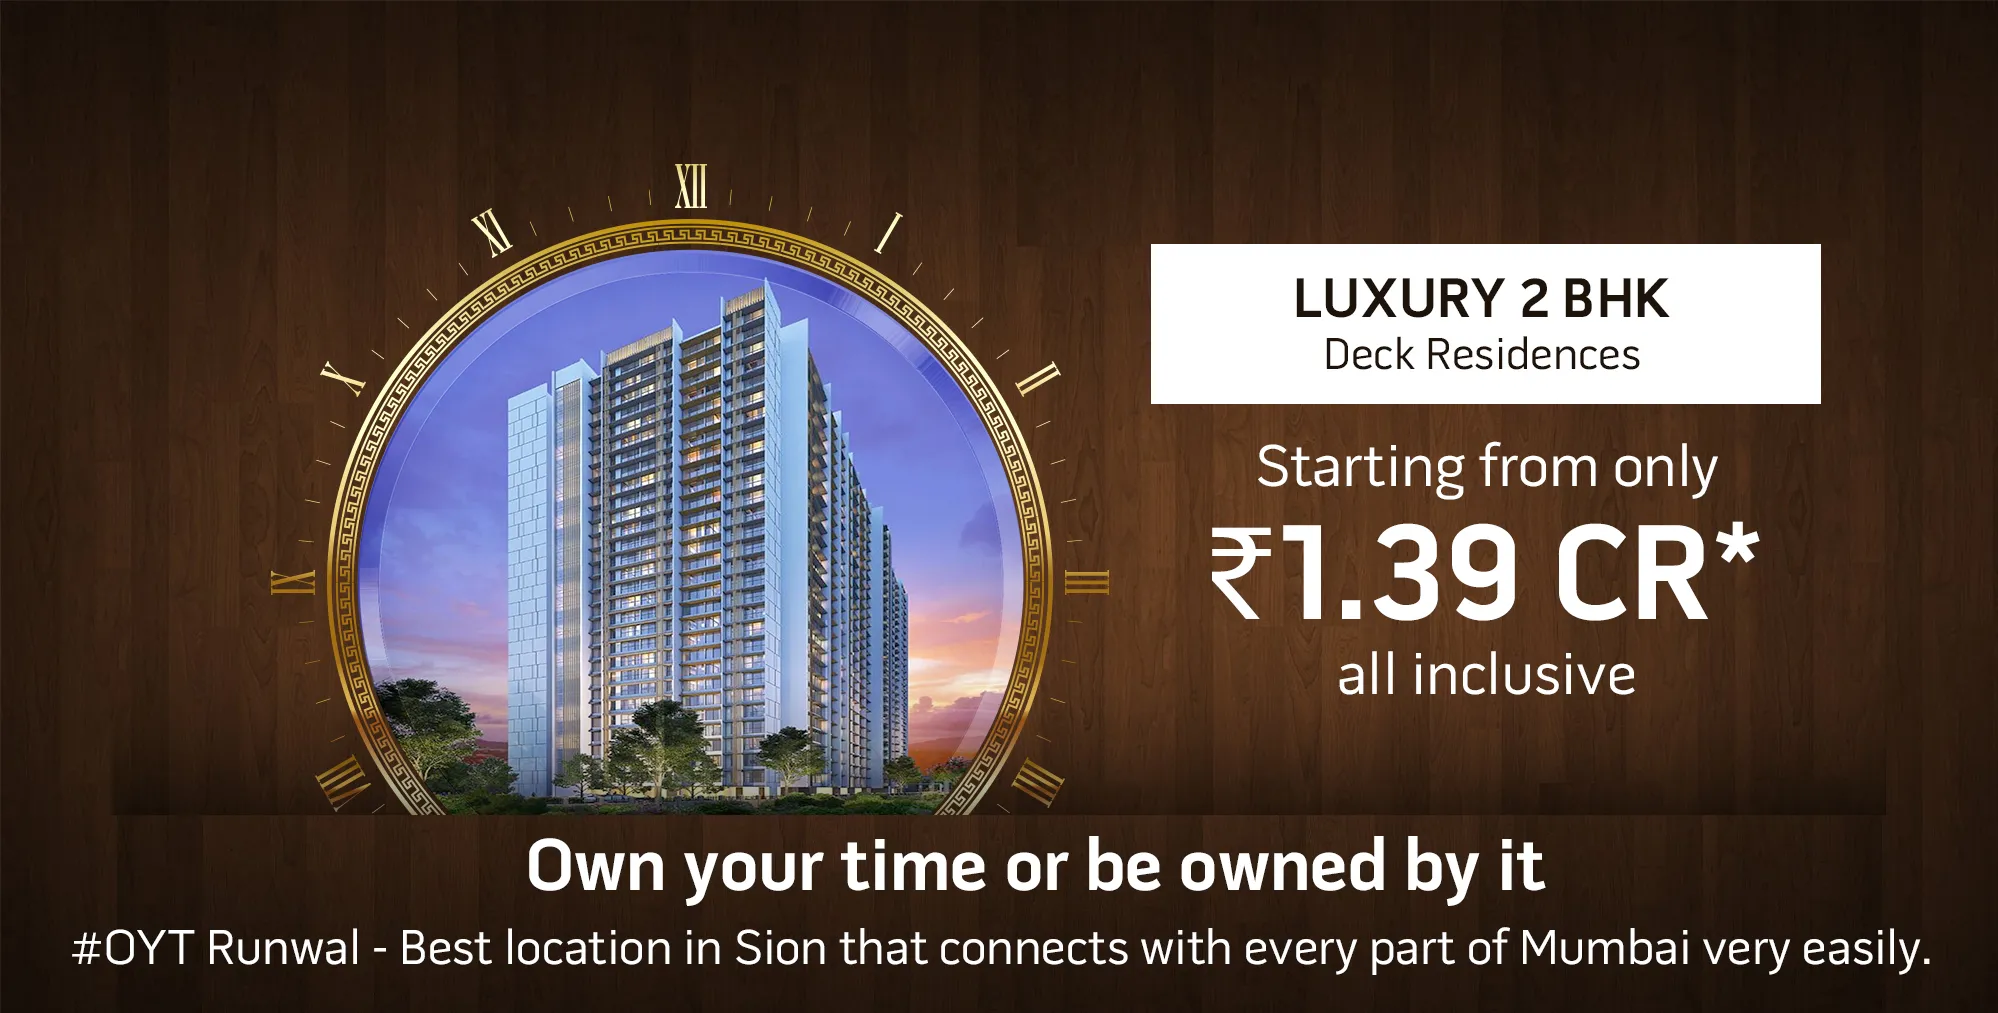 XII
XI
I
X
II
IX
III
VIII
IIII
LUXURY 2 BHK
Deck Residences
Starting from only
₹1.39 CR*
all inclusive
Own your time or be owned by it
#OYT Runwal - Best location in Sion that connects with every part of Mumbai very easily.